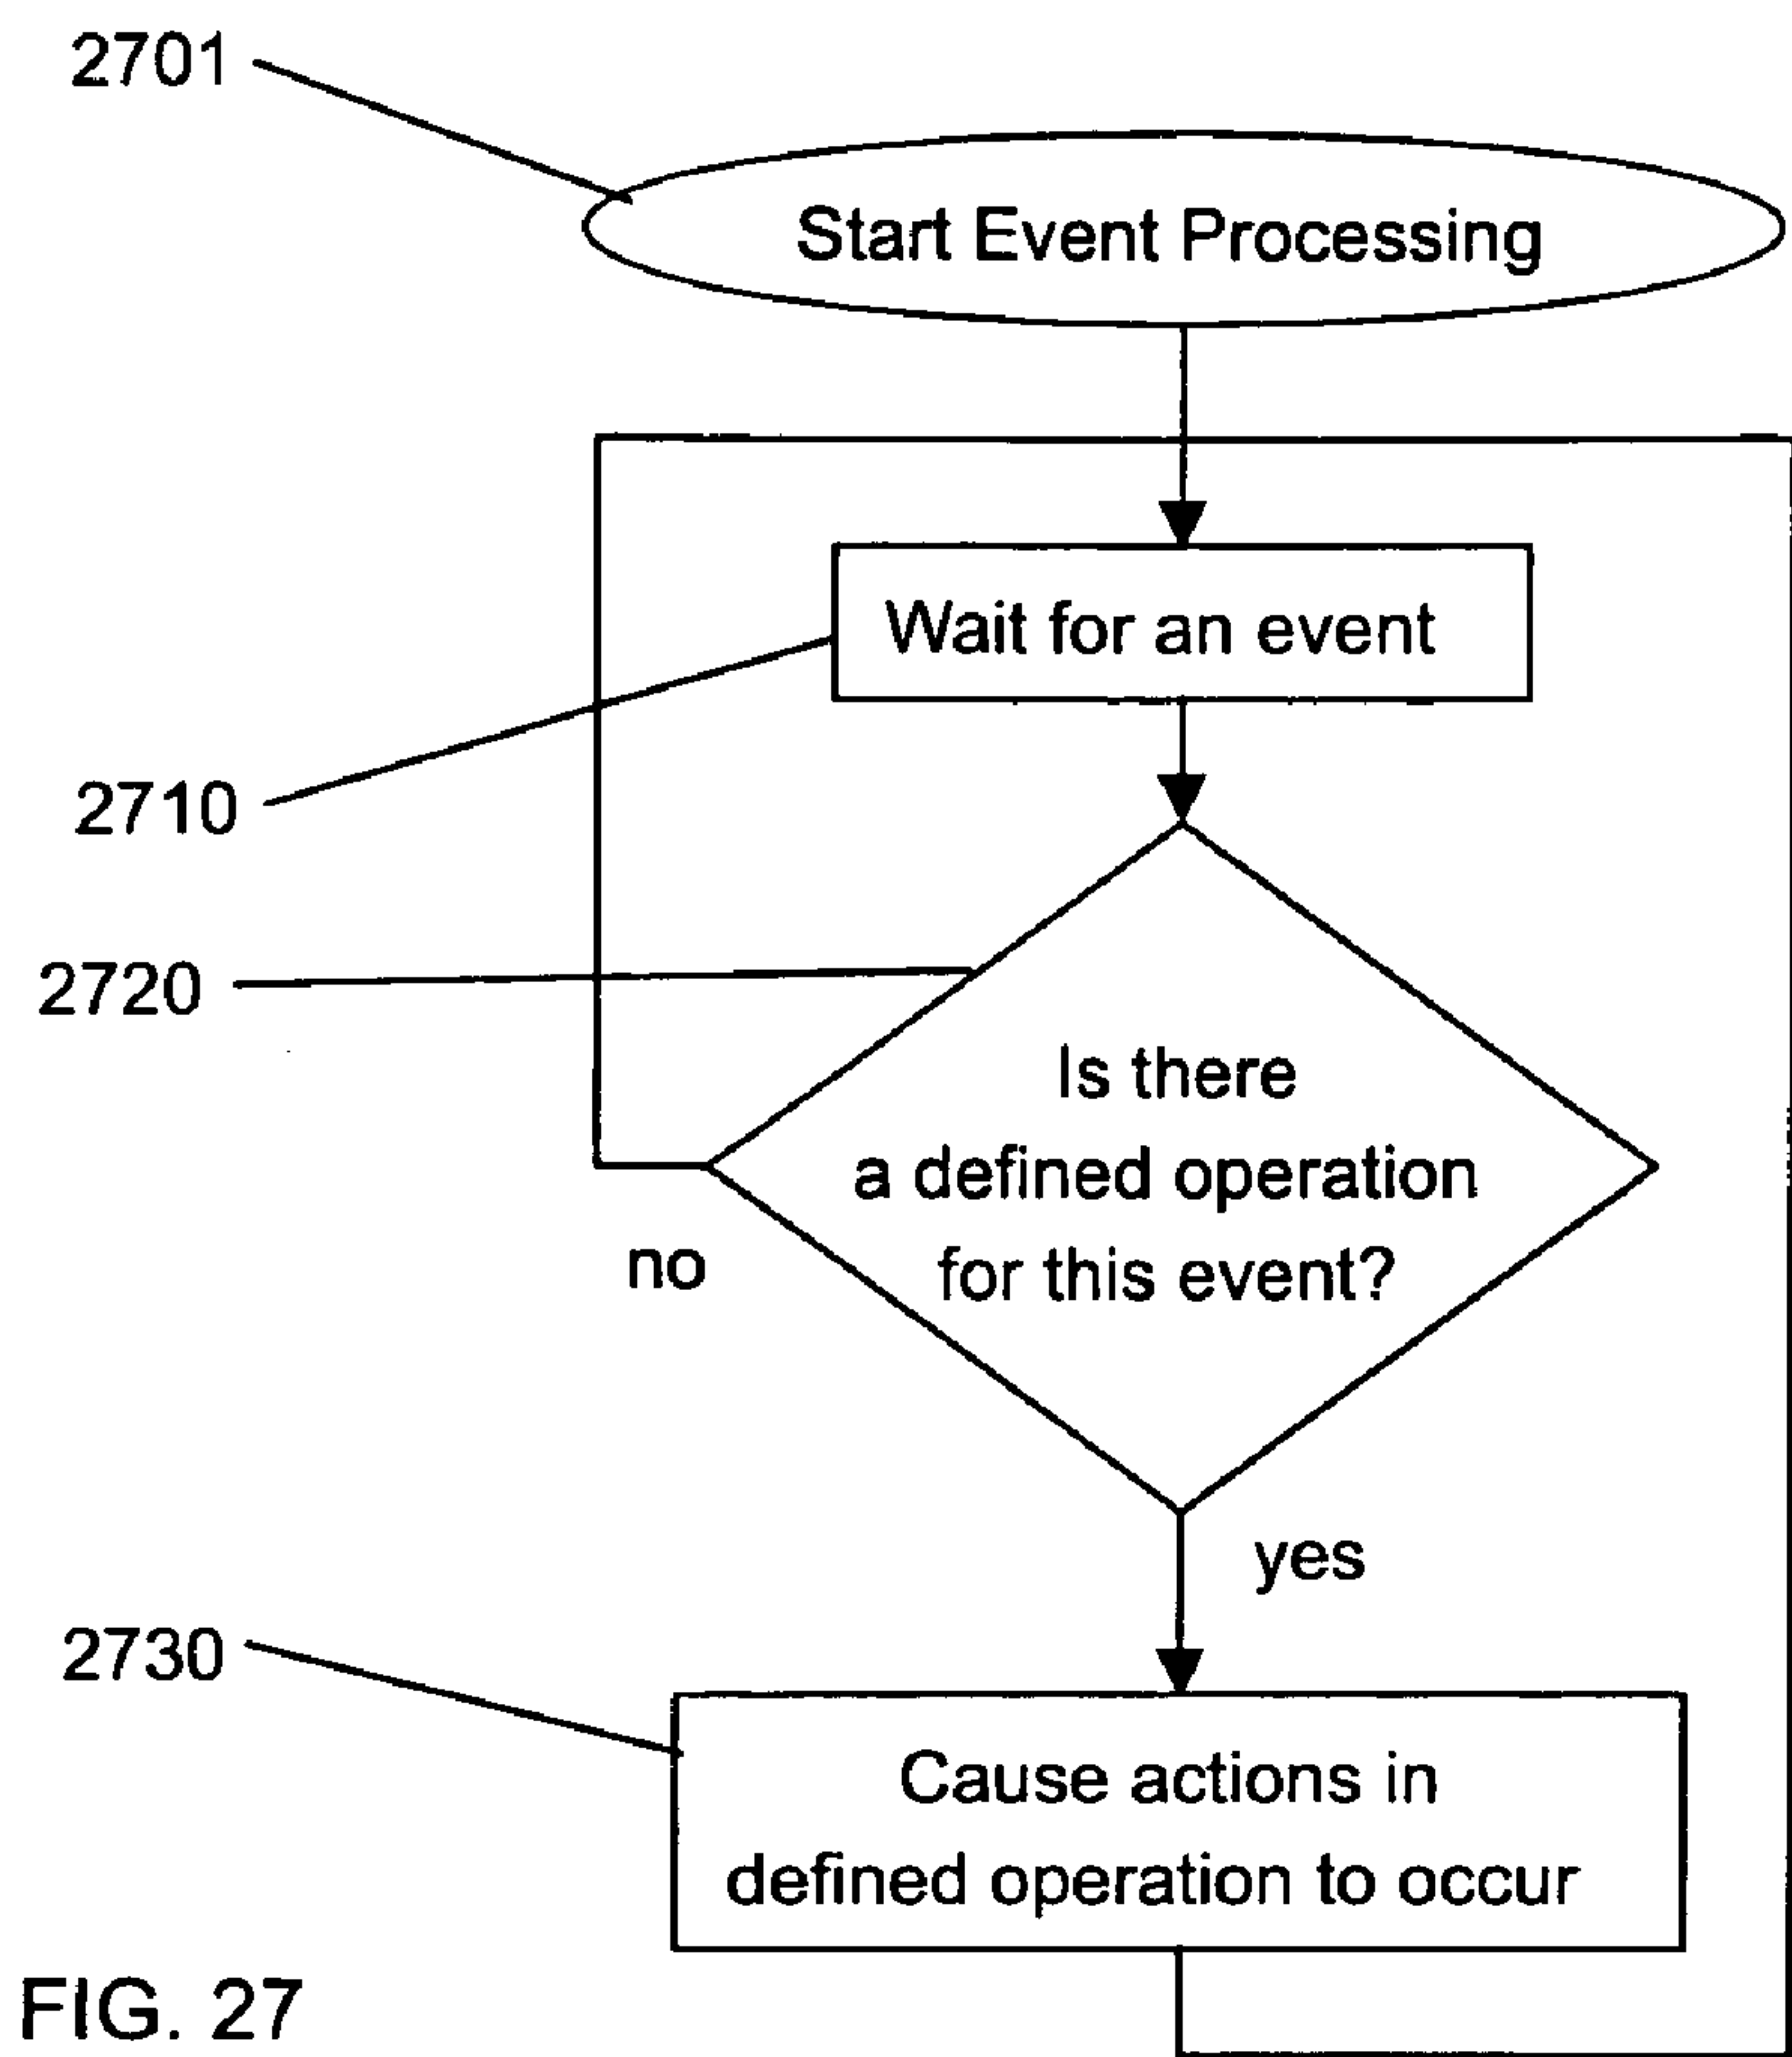 2701
Start Event Processing
Wait for an event
2710
2720
Is there
a defined operation
for this event?
no
yes
2730
Cause actions in
defined operation to occur
FIG. 27